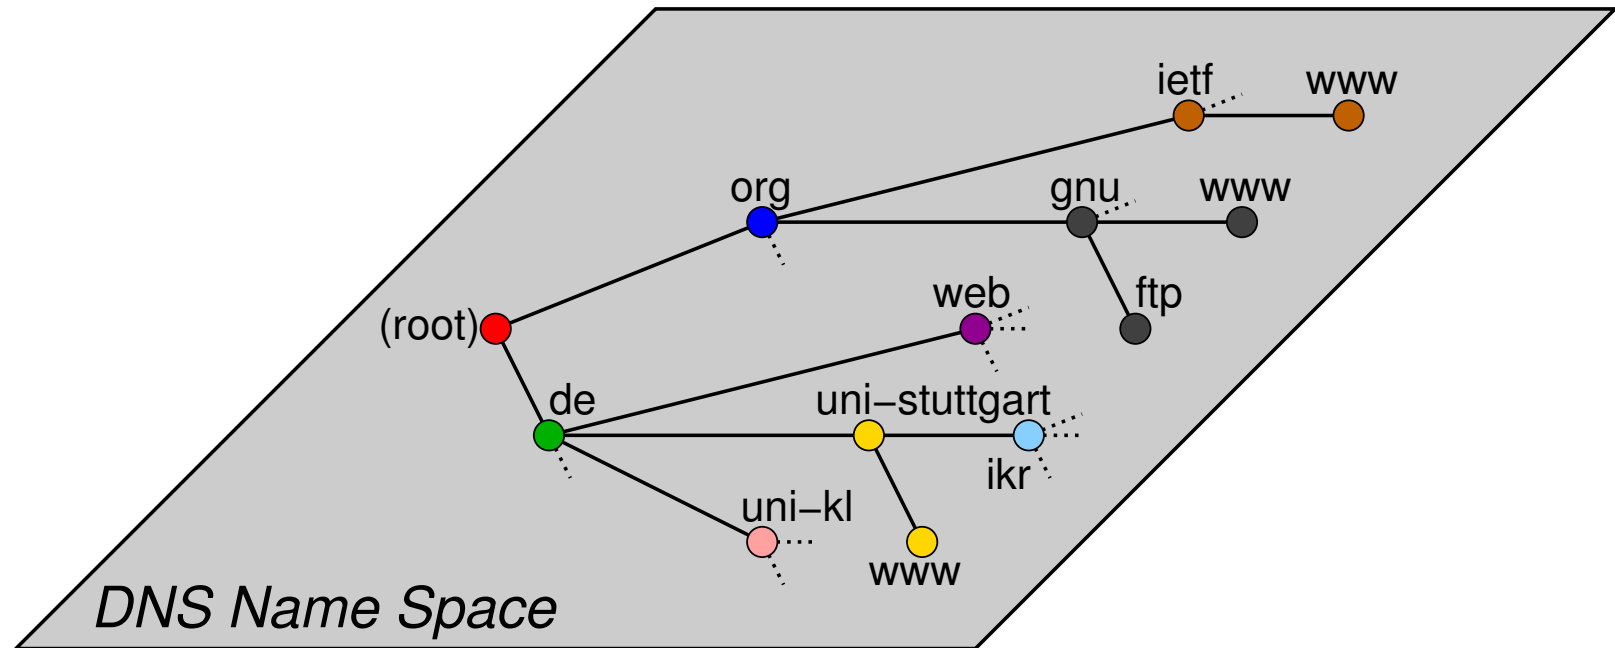 ietf
www
org
gnu
www
web
ftp
(root)
de
uni−stuttgart
ikr
uni−kl
www
DNS Name Space